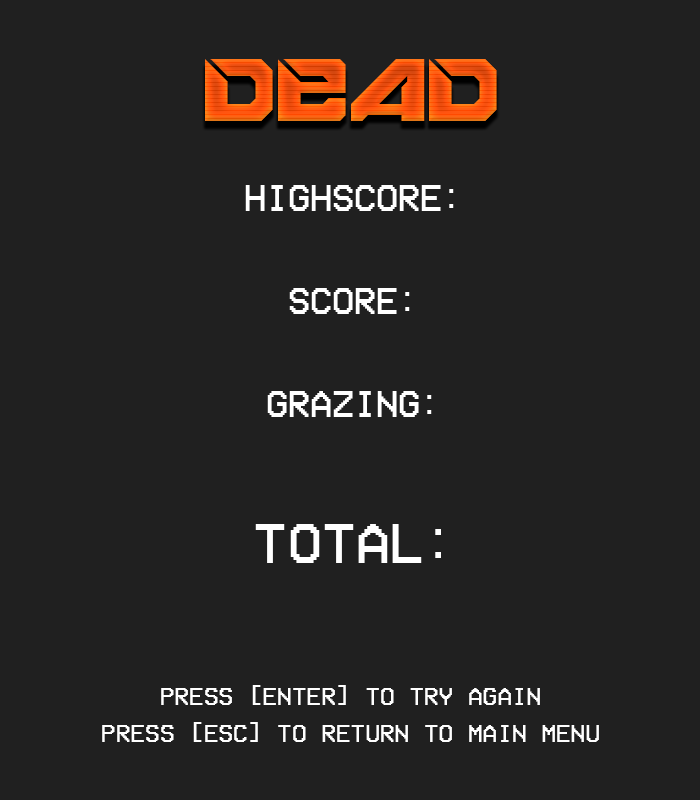 DEAD
HIGHSCORE:
SCORE:
GRAZING:
TOTAL:
PRESS [ENTER] TO TRY AGAIN
PRESS [ESC] TO RETURN TO MAIN MENU